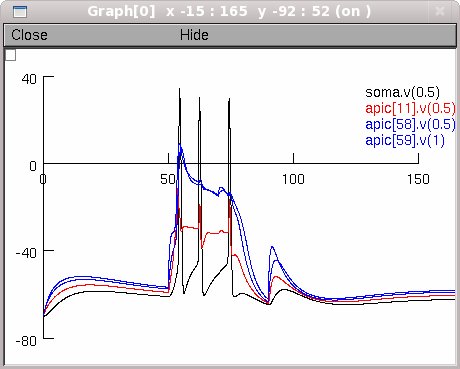 Graph[0] x -15 : 165 y -92 : 52 (on )
Close Hide
40
soma.v(0.5)
apic[11].v(0.5)
apic[58].v(0.5)
apic[59].v(1)
0
0 50 100 150
-40
-80